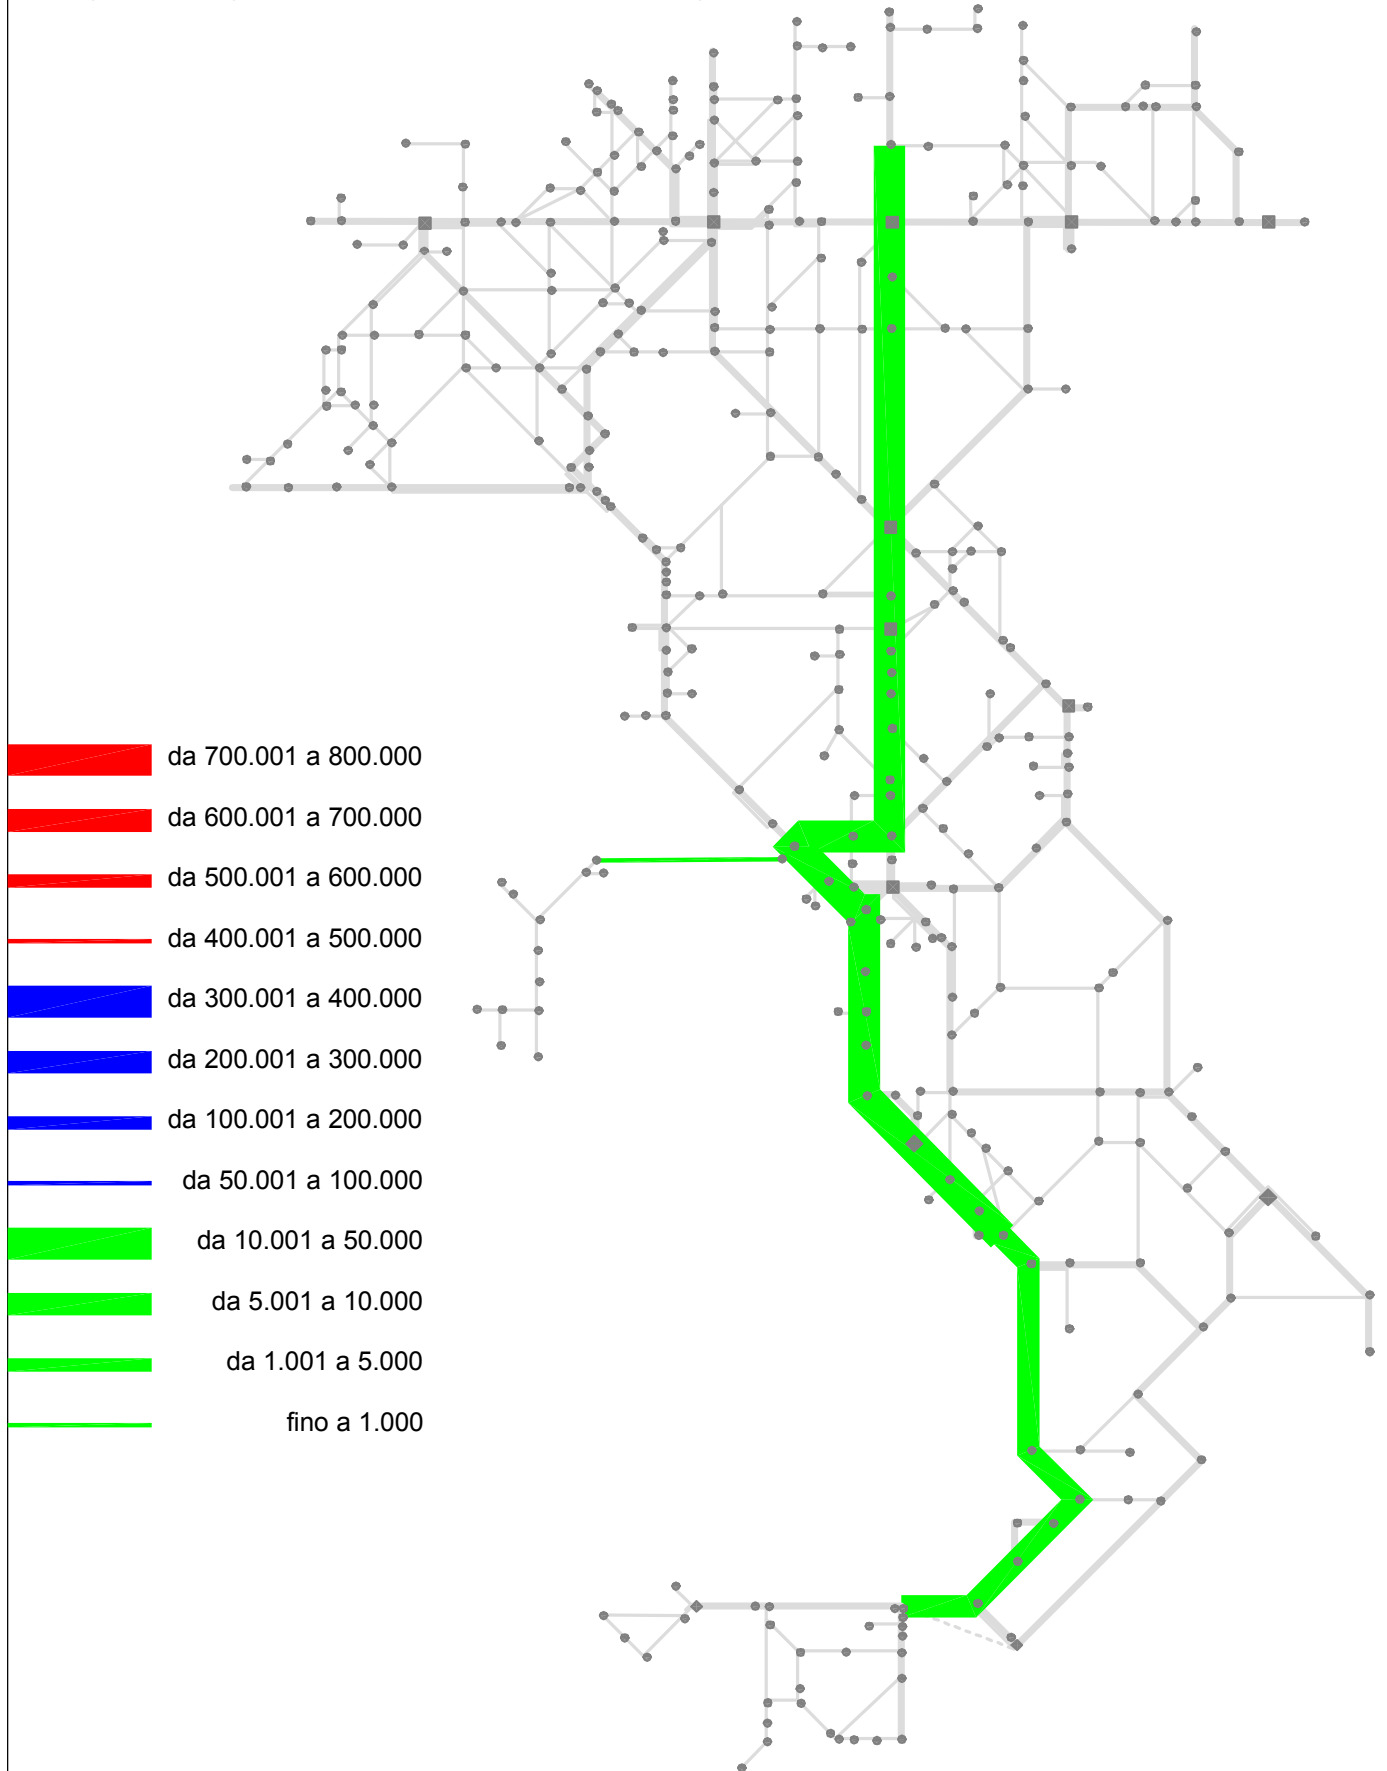 da 700.001 a 800.000
da 600.001 a 700.000
da 500.001 a 600.000
da 400.001 a 500.000
da 300.001 a 400.000
da 200.001 a 300.000
da 100.001 a 200.000
da 50.001 a 100.000
da 10.001 a 50.000
da 5.001 a 10.000
da 1.001 a 5.000
fino a 1.000